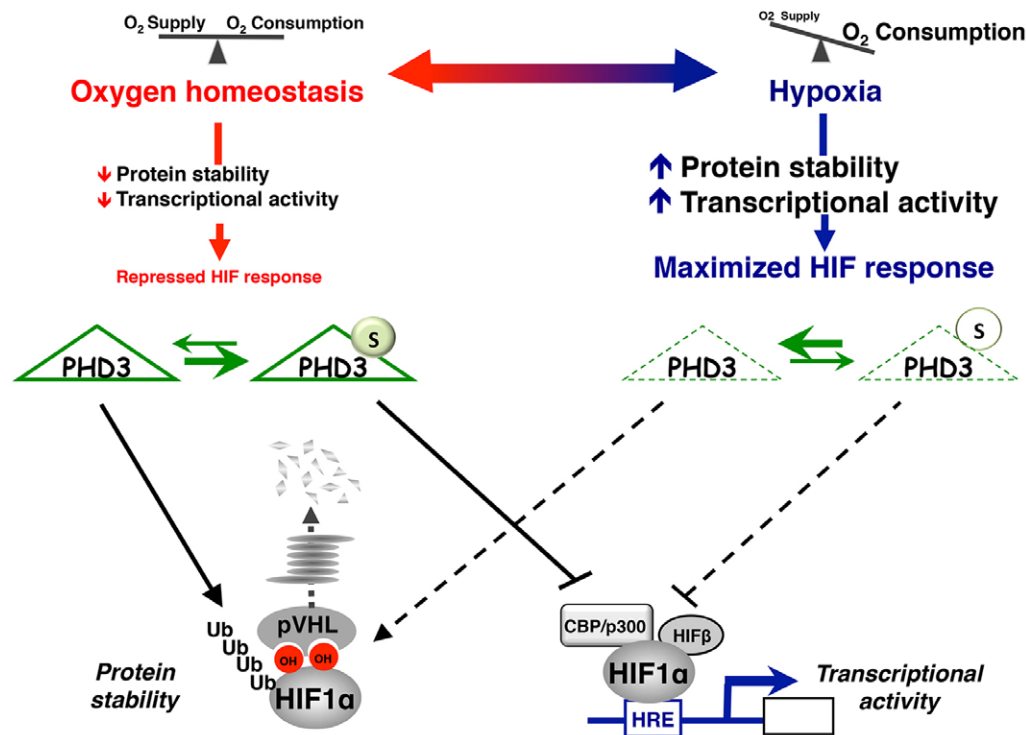 O2 Supply O2 Consumption
O2 Supply
O2 Consumption
Oxygen homeostasis
Hypoxia
Protein stability
Transcriptional activity
Protein stability
Transcriptional activity
Repressed HIF response
Maximized HIF response
PHD3
S
PHD3
PHD3
S
PHD3
Ub
Ub
Ub
Ub
pVHL
OH
OH
HIF1α
Protein
stability
CBP/p300
HIFβ
HIF1α
HRE
Transcriptional
activity